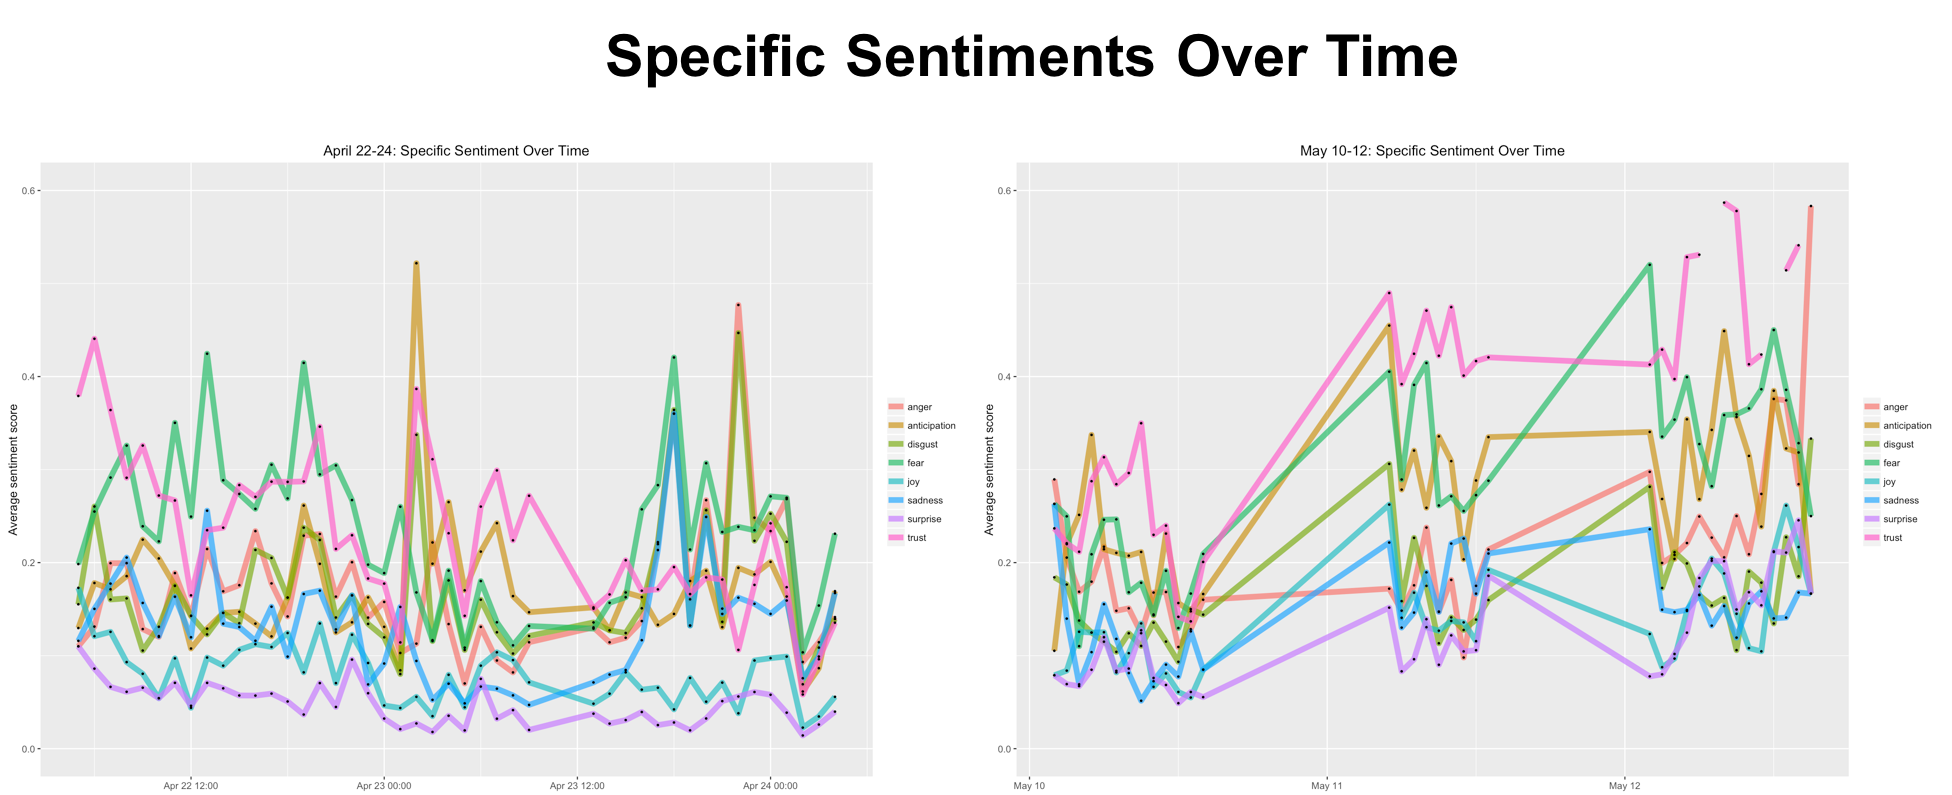 Specific Sentiments Over Time
April 22-24: Specific Sentiment Over Time
Average sentiment score
0.6
0.4
0.2
0.0
Apr 22 12:00
Apr 23 00:00
Apr 23 12:00
Apr 24 00:00
anger
anticipation
disgust
fear
joy
sadness
surprise
trust
May 10-12: Specific Sentiment Over Time
Average sentiment score
0.6
0.4
0.2
0.0
May 10
May 11
May 12
anger
anticipation
disgust
fear
joy
sadness
surprise
trust